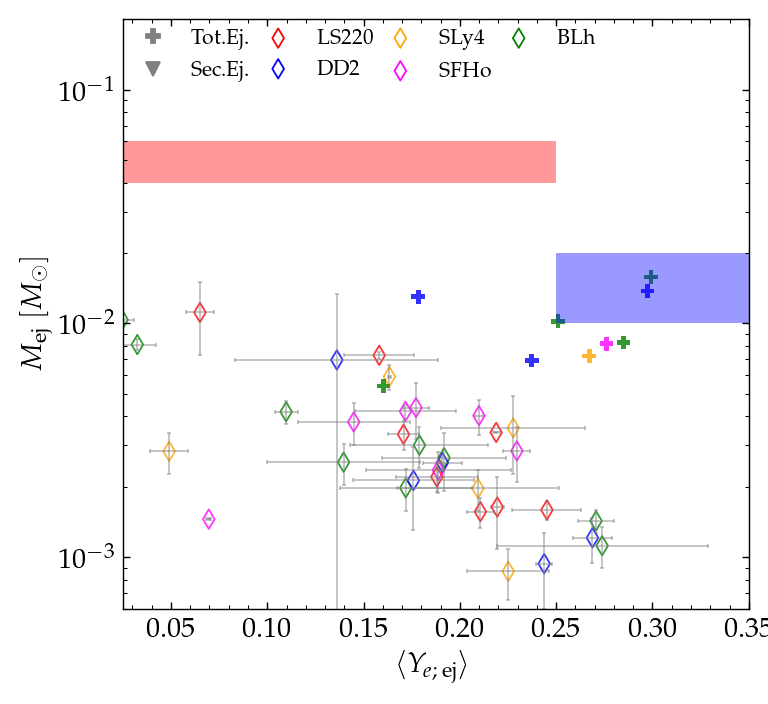 Tot.Ej. LS220 SLy4 BLh
Sec.Ej. DD2 SFHo
10⁻¹
10⁻²
10⁻³
M_ej [M_⊙]
0.05 0.10 0.15 0.20 0.25 0.30 0.35
⟨Y_e; ej⟩